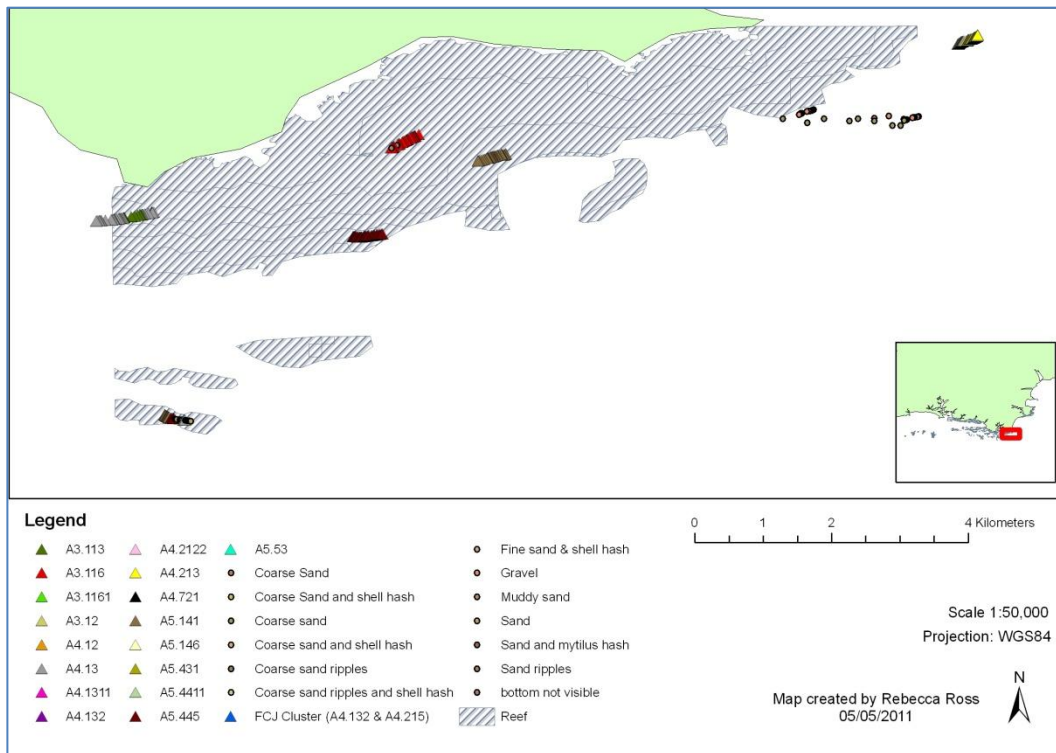 Legend
A3.113
A3.116
A3.1161
A3.12
A4.12
A4.13
A4.1311
A4.132
A4.2122
A4.213
A4.721
A5.141
A5.146
A5.431
A5.4411
A5.445
A5.53
Coarse Sand
Coarse Sand and shell hash
Coarse sand
Coarse sand and shell hash
Coarse sand ripples
Coarse sand ripples and shell hash
FCJ Cluster (A4.132 & A4.215)
Fine sand & shell hash
Gravel
Muddy sand
Sand
Sand and mytilus hash
Sand ripples
bottom not visible
Reef
0 1 2 4 Kilometers
Scale 1:50,000
Projection: WGS84
Map created by Rebecca Ross
05/05/2011
N